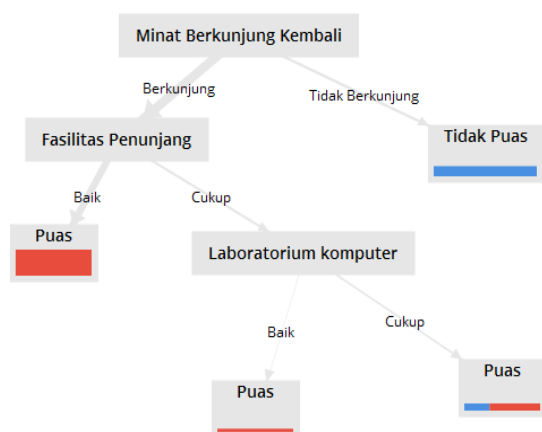 Minat Berkunjung Kembali
Berkunjung
Tidak Berkunjung
Fasilitas Penunjang
Tidak Puas
Baik
Cukup
Puas
Laboratorium komputer
Baik
Cukup
Puas
Puas